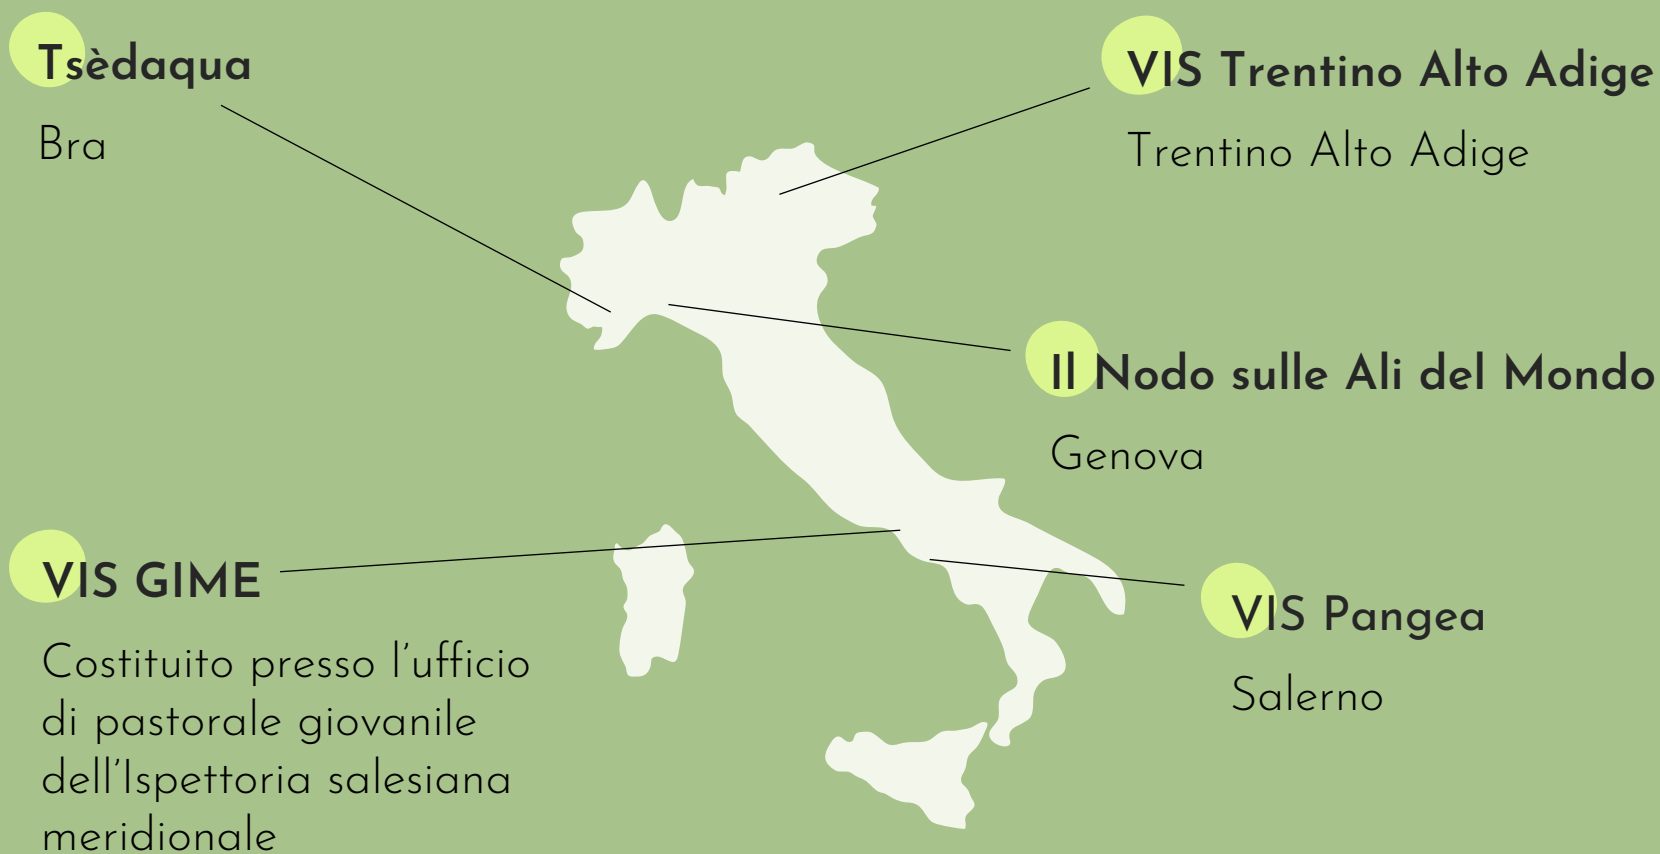 Tsèdaqua
Bra
VIS Trentino Alto Adige
Trentino Alto Adige
Il Nodo sulle Ali del Mondo
Genova
VIS GIME
Costituito presso l'ufficio
di pastorale giovanile
dell'Ispettoria salesiana
meridionale
VIS Pangea
Salerno